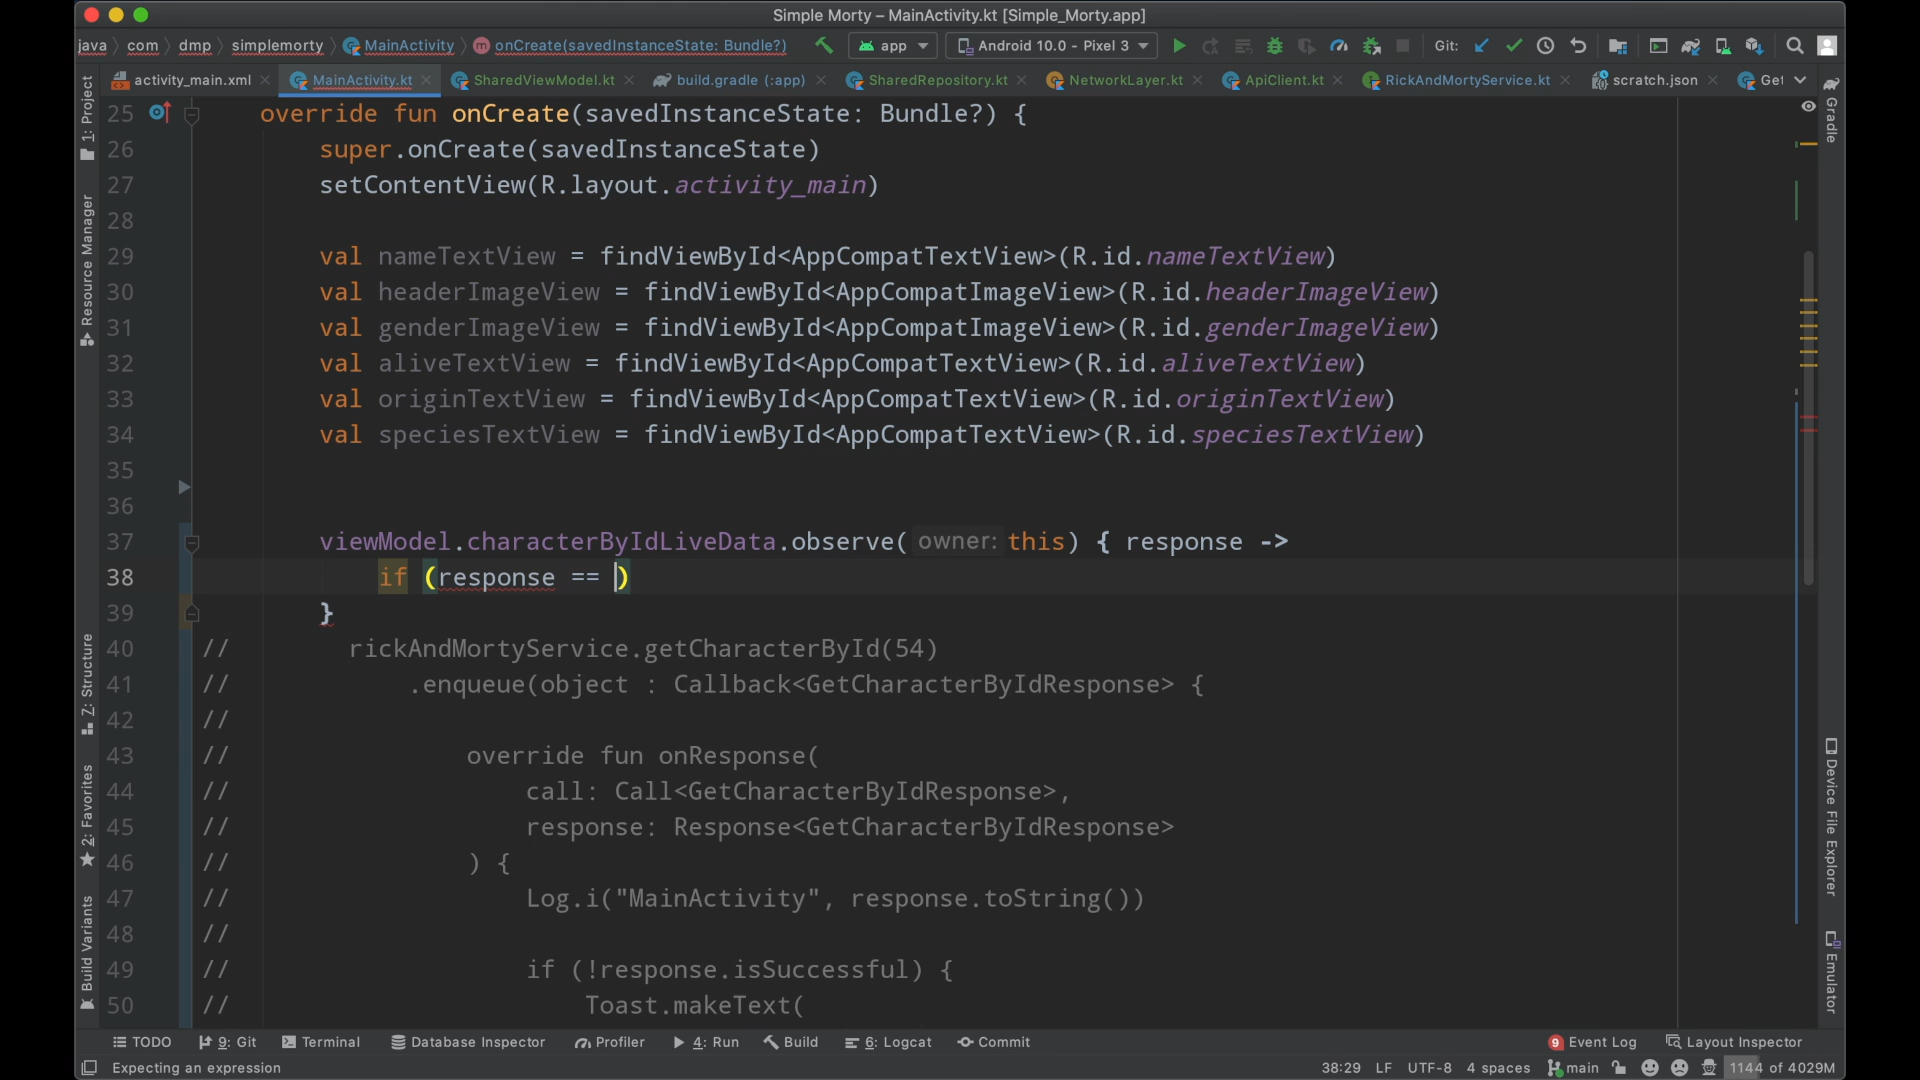 Simple Morty – MainActivity.kt [Simple_Morty.app]
java com dmp simplemorty MainActivity onCreate(savedInstanceState: Bundle?) app Android 10.0 - Pixel 3 Git:
activity_main.xml MainActivity.kt SharedViewModel.kt build.gradle (:app) SharedRepository.kt NetworkLayer.kt ApiClient.kt RickAndMortyService.kt scratch.json Get
1: Project
Resource Manager
Z: Structure
2: Favorites
Build Variants
25 override fun onCreate(savedInstanceState: Bundle?) {
26 super.onCreate(savedInstanceState)
27 setContentView(R.layout.activity_main)
28
29 val nameTextView = findViewById<AppCompatTextView>(R.id.nameTextView)
30 val headerImageView = findViewById<AppCompatImageView>(R.id.headerImageView)
31 val genderImageView = findViewById<AppCompatImageView>(R.id.genderImageView)
32 val aliveTextView = findViewById<AppCompatTextView>(R.id.aliveTextView)
33 val originTextView = findViewById<AppCompatTextView>(R.id.originTextView)
34 val speciesTextView = findViewById<AppCompatTextView>(R.id.speciesTextView)
35
36
37 viewModel.characterByIdLiveData.observe( owner: this) { response ->
38 if (response == )
39 }
40 // rickAndMortyService.getCharacterById(54)
41 // .enqueue(object : Callback<GetCharacterByIdResponse> {
42 //
43 // override fun onResponse(
44 // call: Call<GetCharacterByIdResponse>,
45 // response: Response<GetCharacterByIdResponse>
46 // ) {
47 // Log.i("MainActivity", response.toString())
48 //
49 // if (!response.isSuccessful) {
50 // Toast.makeText(
Gradle
Device File Explorer
Emulator
TODO 9: Git Terminal Database Inspector Profiler 4: Run Build 6: Logcat Commit 9 Event Log Layout Inspector
Expecting an expression 38:29 LF UTF-8 4 spaces main 1144 of 4029M